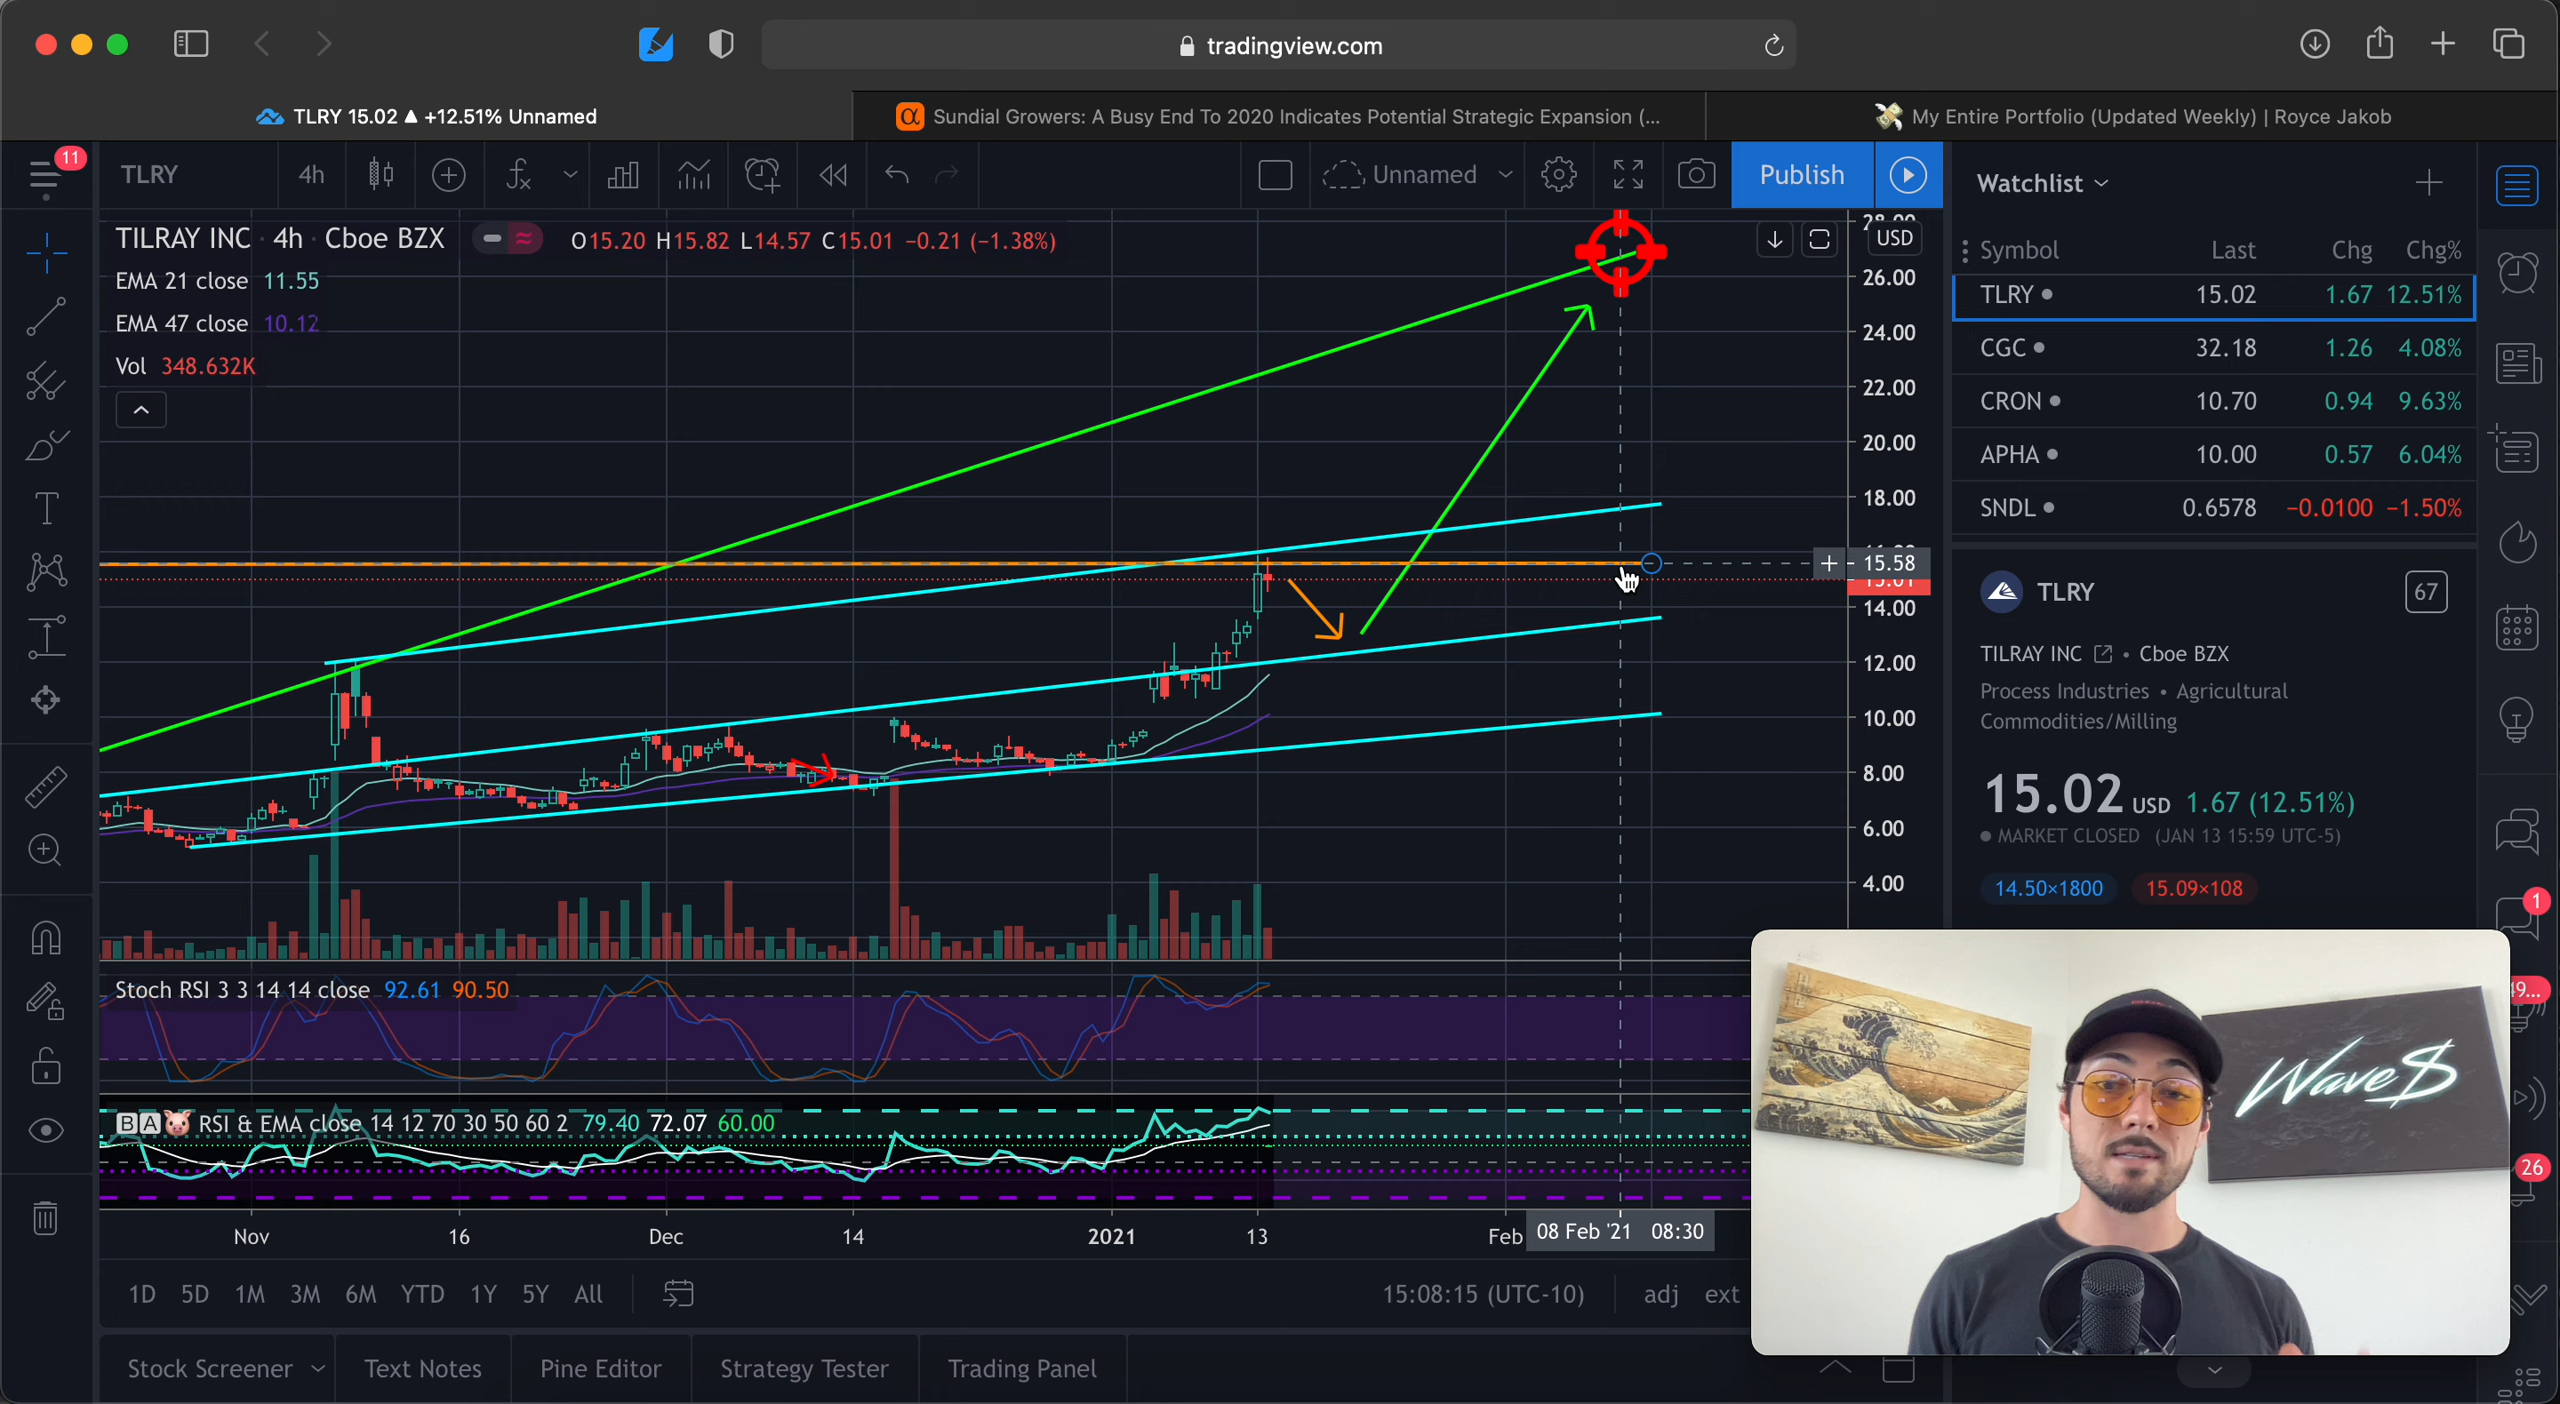 tradingview.com
TLRY 15.02 ▲ +12.51% Unnamed
Sundial Growers: A Busy End To 2020 Indicates Potential Strategic Expansion (...
My Entire Portfolio (Updated Weekly) | Royce Jakob
11
TLRY
4h
Unnamed
Publish
Watchlist
TILRAY INC · 4h · Cboe BZX
O15.20 H15.82 L14.57 C15.01 −0.21 (−1.38%)
EMA 21 close 11.55
EMA 47 close 10.12
Vol 348.632K
USD
28.00
26.00
24.00
22.00
20.00
18.00
15.58
15.01
14.00
12.00
10.00
8.00
6.00
4.00
Symbol Last Chg Chg%
TLRY 15.02 1.67 12.51%
CGC 32.18 1.26 4.08%
CRON 10.70 0.94 9.63%
APHA 10.00 0.57 6.04%
SNDL 0.6578 −0.0100 −1.50%
TLRY
67
TILRAY INC • Cboe BZX
Process Industries • Agricultural
Commodities/Milling
15.02 USD 1.67 (12.51%)
MARKET CLOSED (JAN 13 15:59 UTC-5)
14.50×1800 15.09×108
1
49...
26
Stoch RSI 3 3 14 14 close 92.61 90.50
BA🐷 RSI & EMA close 14 12 70 30 50 60 2 79.40 72.07 60.00
Nov 16 Dec 14 2021 13 Feb 08 Feb '21 08:30
1D 5D 1M 3M 6M YTD 1Y 5Y All
15:08:15 (UTC-10) adj ext
Stock Screener Text Notes Pine Editor Strategy Tester Trading Panel
Wave$